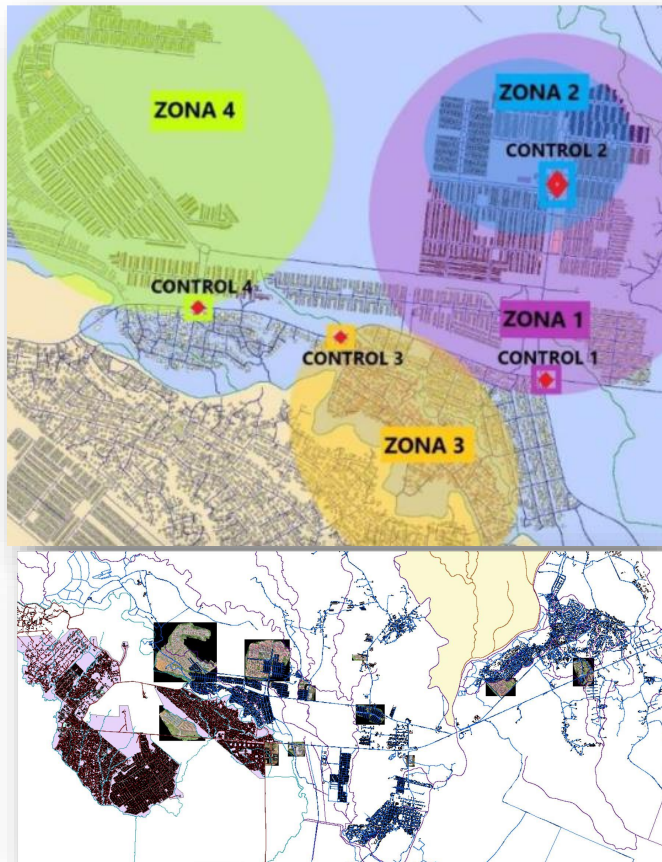 ZONA 4
ZONA 2
CONTROL 2
CONTROL 4
ZONA 1
CONTROL 3
CONTROL 1
ZONA 3